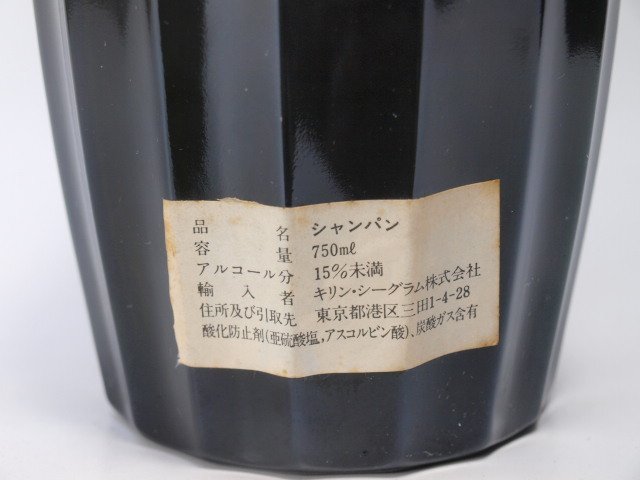 品名 シャンパン
容量 750mℓ
アルコール分 15%未満
輸入者 キリン・シーグラム株式会社
住所及び引取先 東京都港区三田1-4-28
酸化防止剤(亜硫酸塩,アスコルビン酸)、炭酸ガス含有